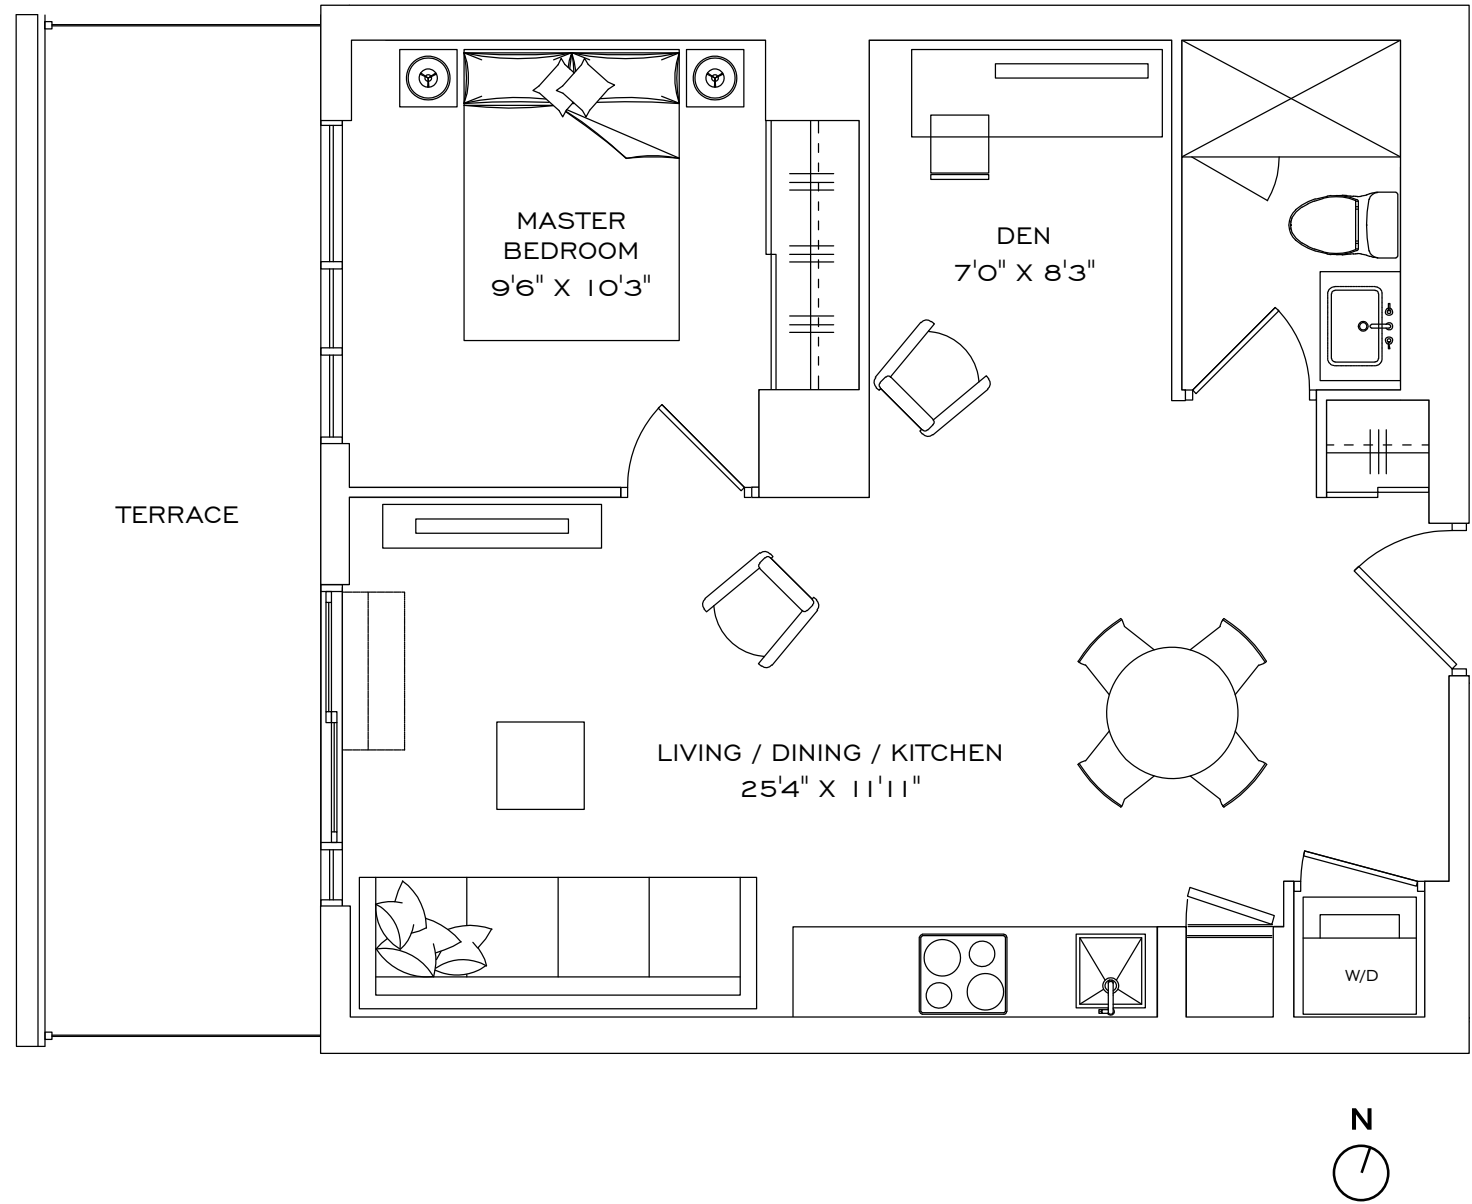 MASTER
BEDROOM
9'6" X 10'3"
DEN
7'0" X 8'3"
TERRACE
LIVING / DINING / KITCHEN
25'4" X 11'11"
W/D
N